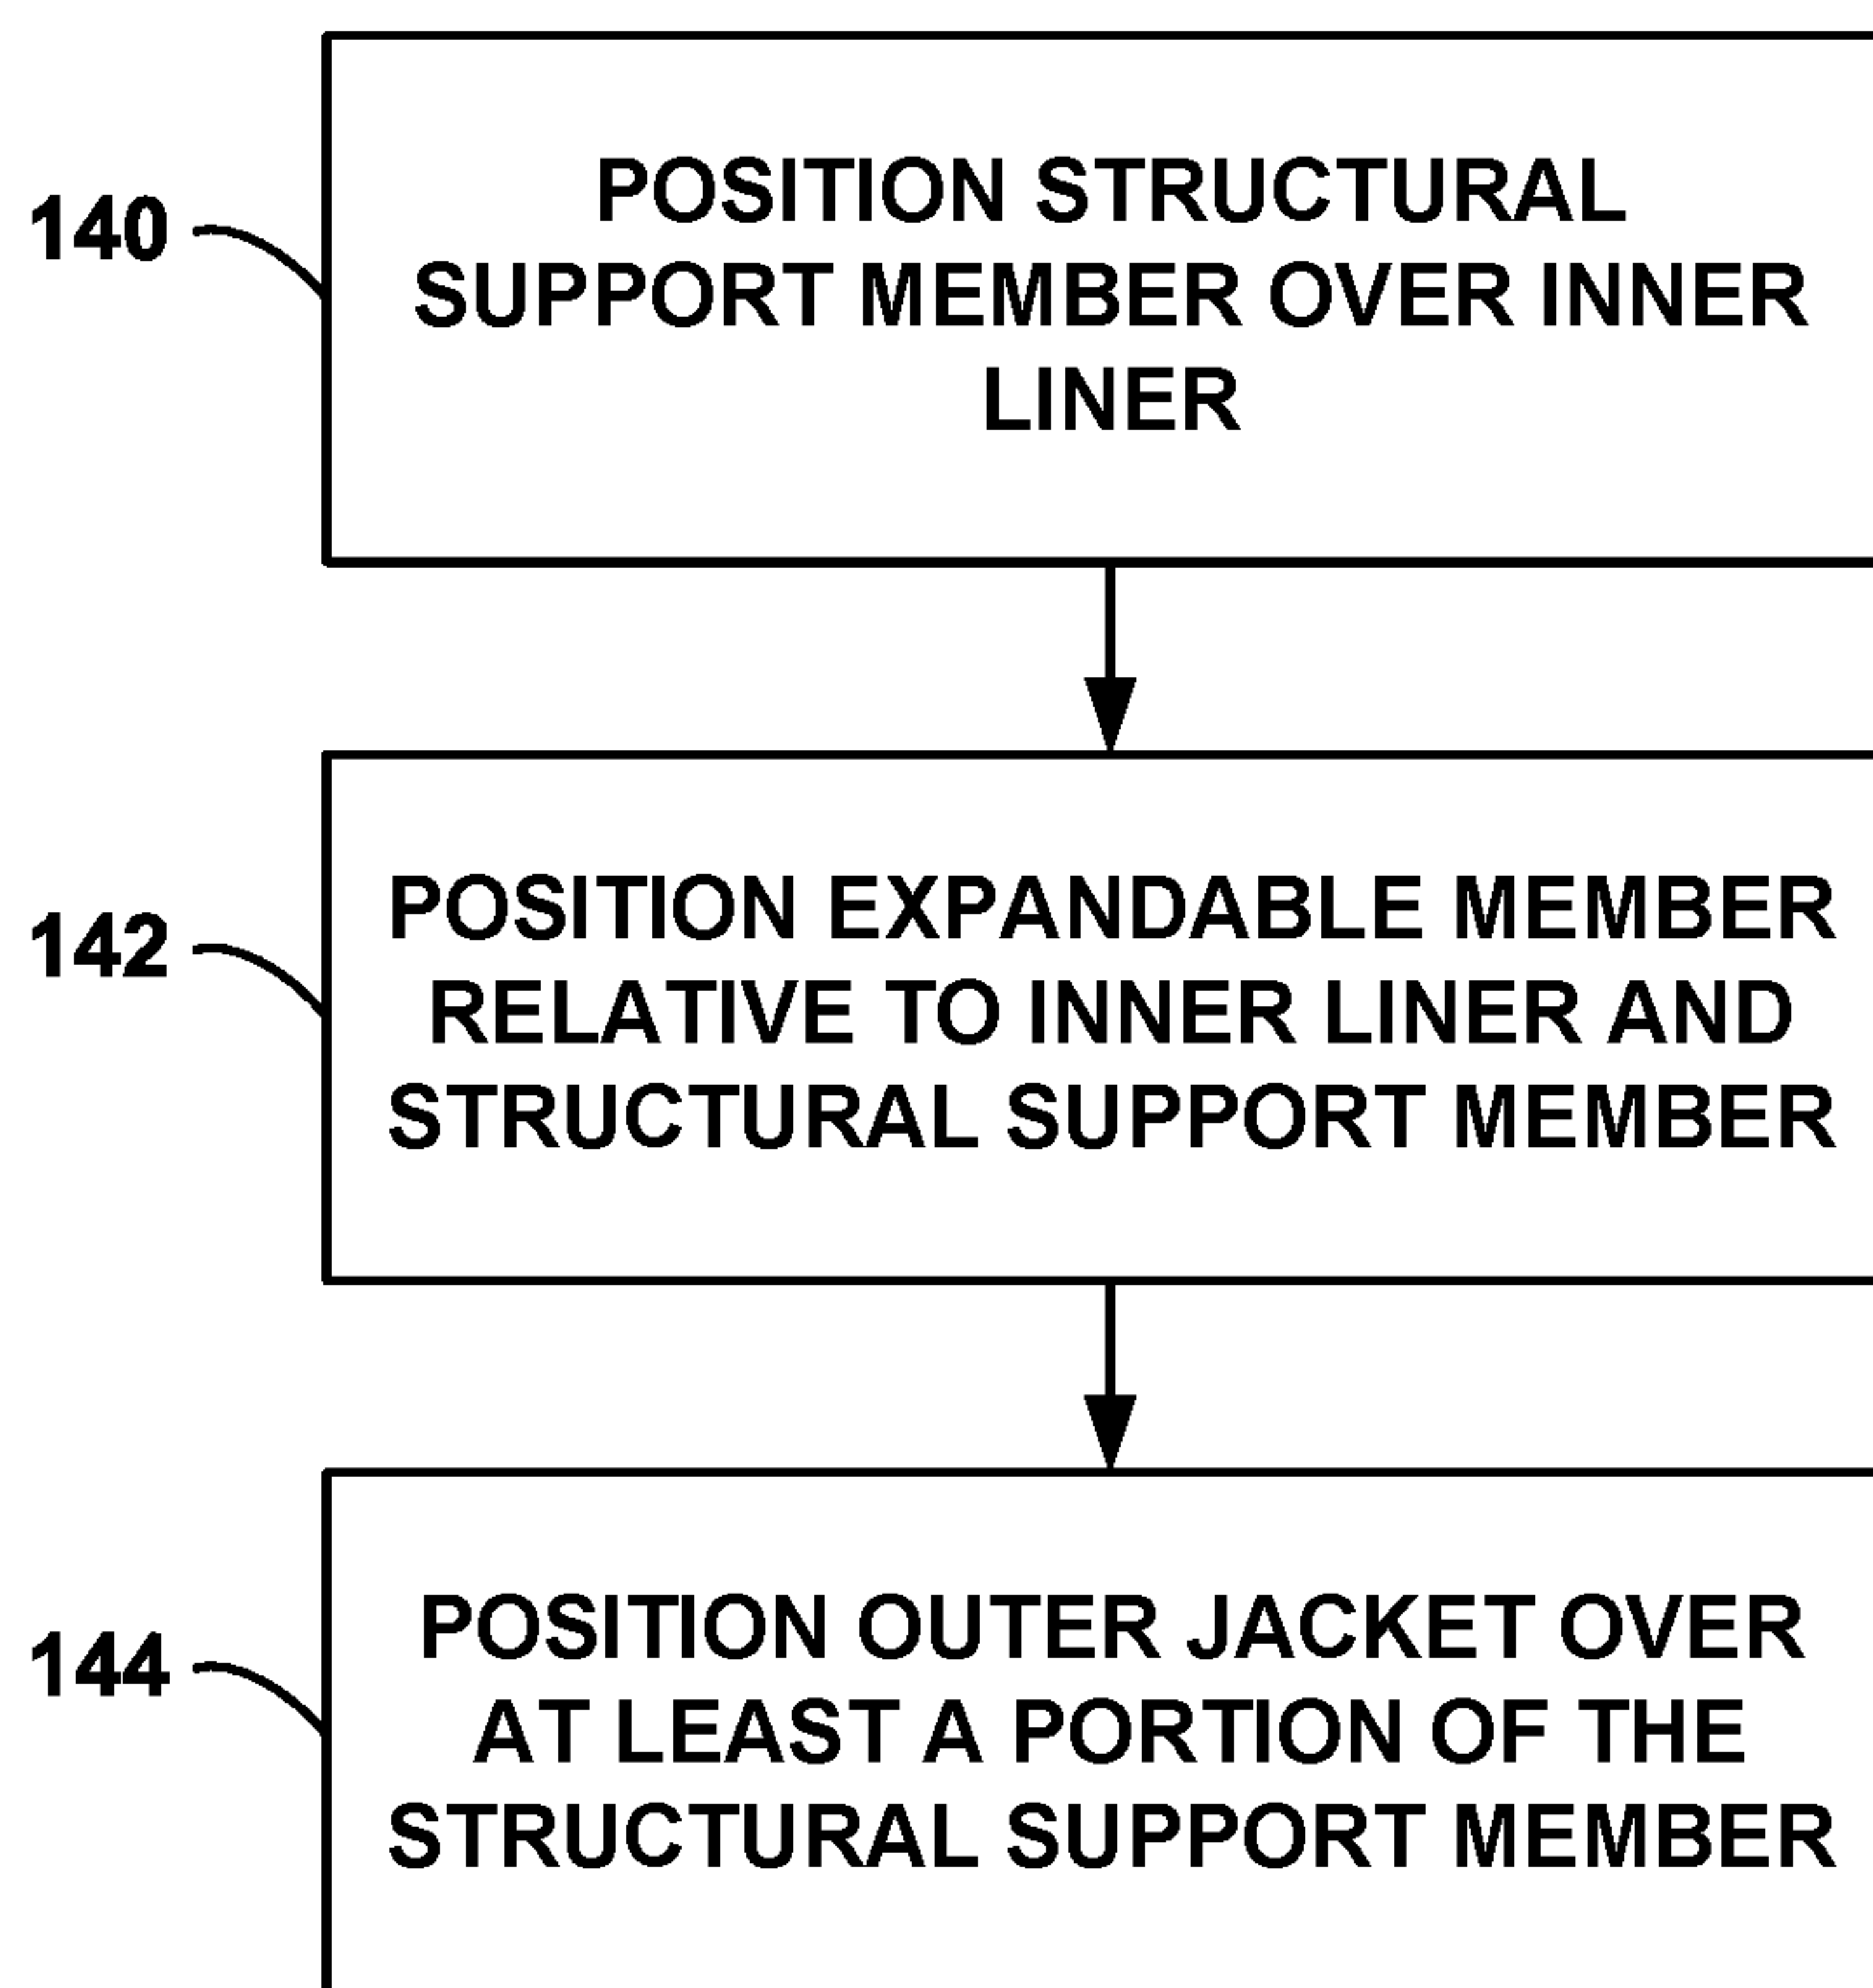 140
POSITION STRUCTURAL
SUPPORT MEMBER OVER INNER
LINER
142
POSITION EXPANDABLE MEMBER
RELATIVE TO INNER LINER AND
STRUCTURAL SUPPORT MEMBER
144
POSITION OUTER JACKET OVER
AT LEAST A PORTION OF THE
STRUCTURAL SUPPORT MEMBER